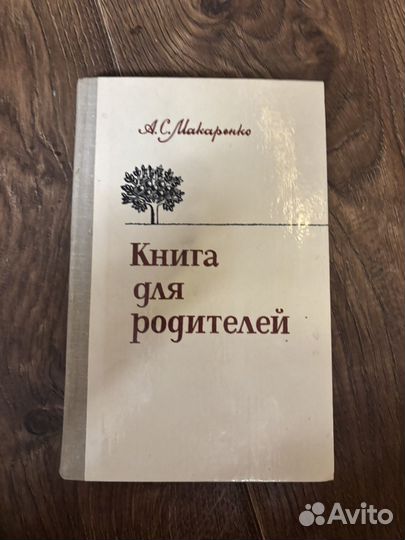 А.С.Макаренко
Книга
для
родителей
Avito